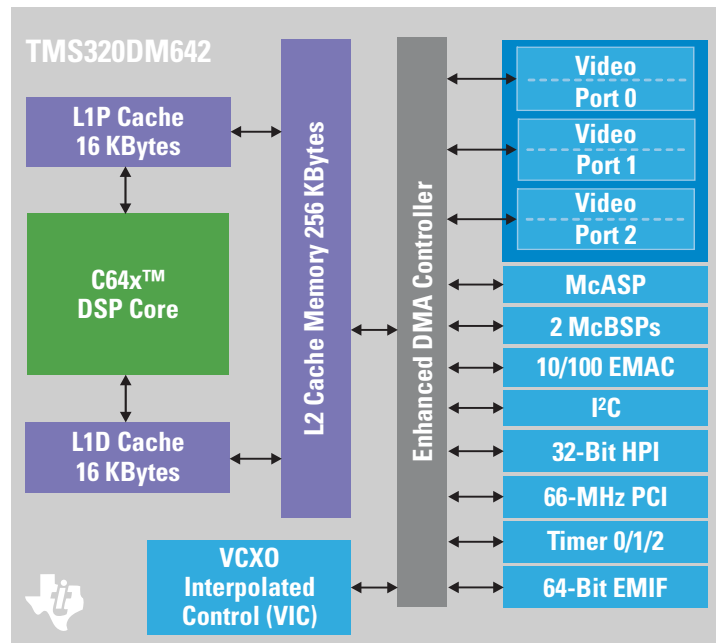 TMS320DM642
L1P Cache
16 KBytes
C64x™
DSP Core
L1D Cache
16 KBytes
L2 Cache Memory 256 KBytes
VCXO
Interpolated
Control (VIC)
Enhanced DMA Controller
Video
Port 0
Video
Port 1
Video
Port 2
McASP
2 McBSPs
10/100 EMAC
I²C
32-Bit HPI
66-MHz PCI
Timer 0/1/2
64-Bit EMIF